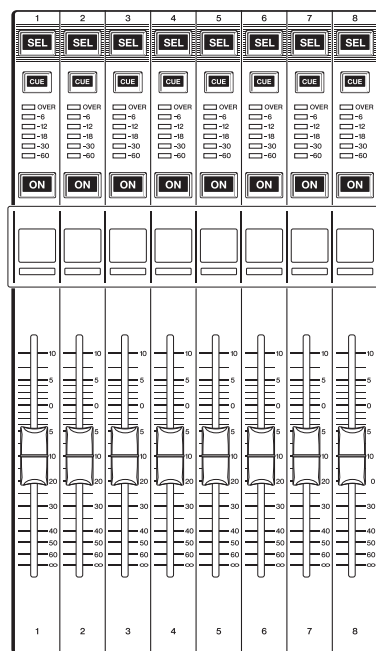 1 2 3 4 5 6 7 8
SEL SEL SEL SEL SEL SEL SEL SEL
CUE CUE CUE CUE CUE CUE CUE CUE
OVER OVER OVER OVER OVER OVER OVER OVER
-6 -6 -6 -6 -6 -6 -6 -6
-12 -12 -12 -12 -12 -12 -12 -12
-18 -18 -18 -18 -18 -18 -18 -18
-30 -30 -30 -30 -30 -30 -30 -30
-60 -60 -60 -60 -60 -60 -60 -60
ON ON ON ON ON ON ON ON
10 10 10 10 10 10 10 10
5 5 5 5 5 5 5 5
0 0 0 0 0 0 0 0
5 5 5 5 5 5 5 5
10 10 10 10 10 10 10 10
20 20 20 20 20 20 20 0
30 30 30 30 30 30 30 30
40 40 40 40 40 40 40 40
50 50 50 50 50 50 50 50
60 60 60 60 60 60 60 60
∞ ∞ ∞ ∞ ∞ ∞ ∞ ∞
1 2 3 4 5 6 7 8